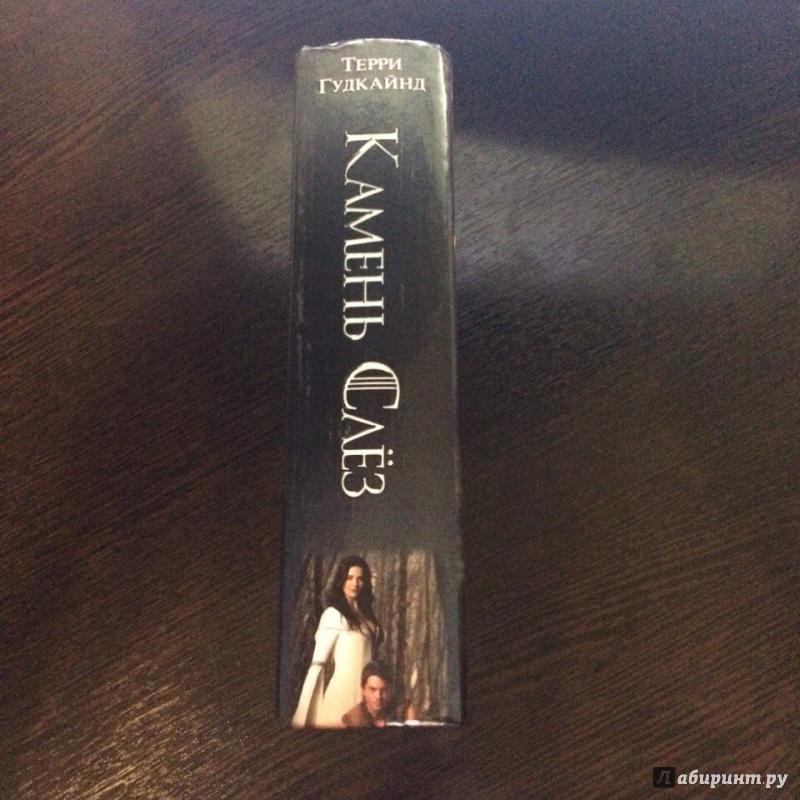 Терри
Гудкайнд
Камень Слёз
Лабиринт.ру